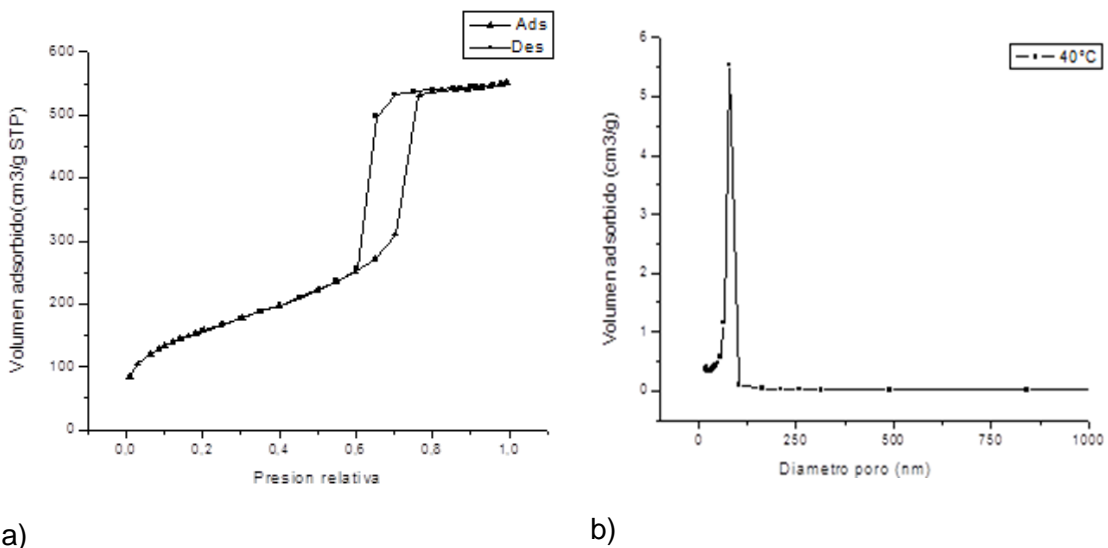 Ads
Des
600
500
400
300
200
100
0
Volumen adsorbido(cm3/g STP)
0,0 0,2 0,4 0,6 0,8 1,0
Presion relativa
a)
40°C
6
5
4
3
2
1
0
Volumen adsorbido (cm3/g)
0 250 500 750 1000
Diametro poro (nm)
b)